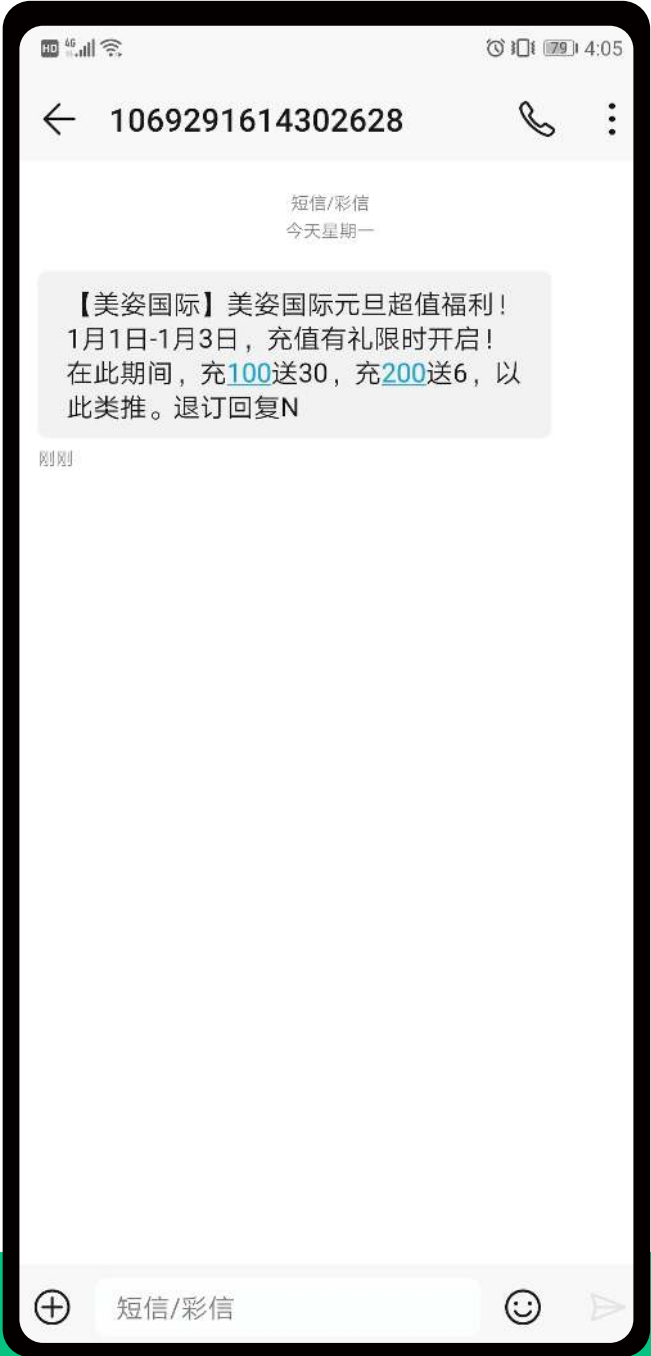 HD 4G 79 4:05
1069291614302628
短信/彩信
今天星期一
【美姿国际】美姿国际元旦超值福利！
1月1日-1月3日，充值有礼限时开启！
在此期间，充100送30，充200送6，以
此类推。退订回复N
刚刚
短信/彩信